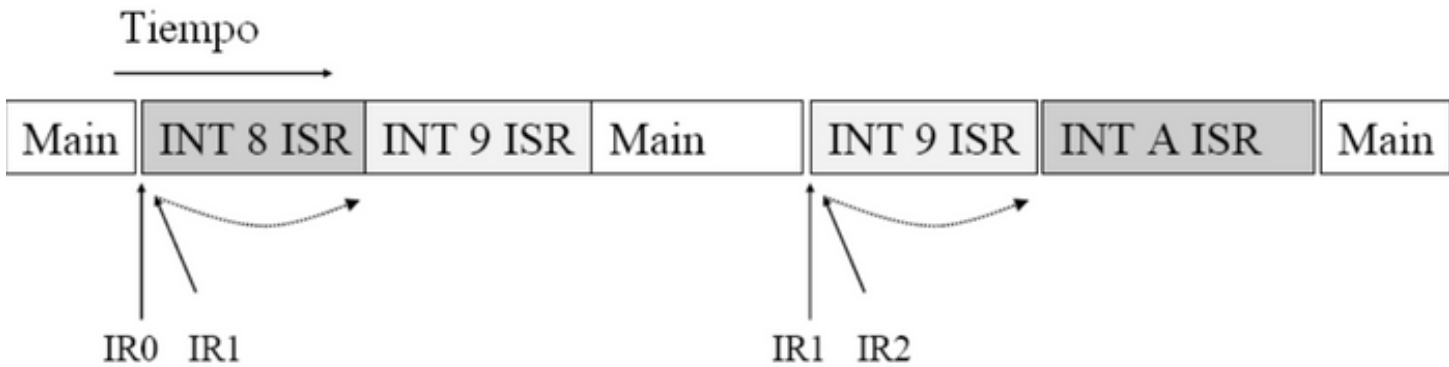 Tiempo
Main INT 8 ISR INT 9 ISR Main INT 9 ISR INT A ISR Main
IR0 IR1 IR1 IR2